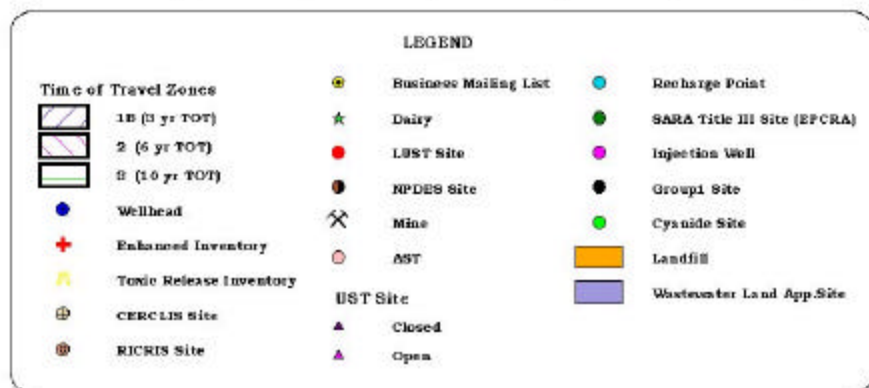 LEGEND
Time of Travel Zones
1B (3 yr TOT)
2 (6 yr TOT)
3 (10 yr TOT)
Wellhead
Enhanced Inventory
Toxic Release Inventory
CERCLIS Site
RICRIS Site
Business Mailing List
Dairy
LUST Site
NPDES Site
Mine
AST
UST Site
Closed
Open
Recharge Point
SARA Title III Site (EPCRA)
Injection Well
Group1 Site
Cyanide Site
Landfill
Wastewater Land App.Site